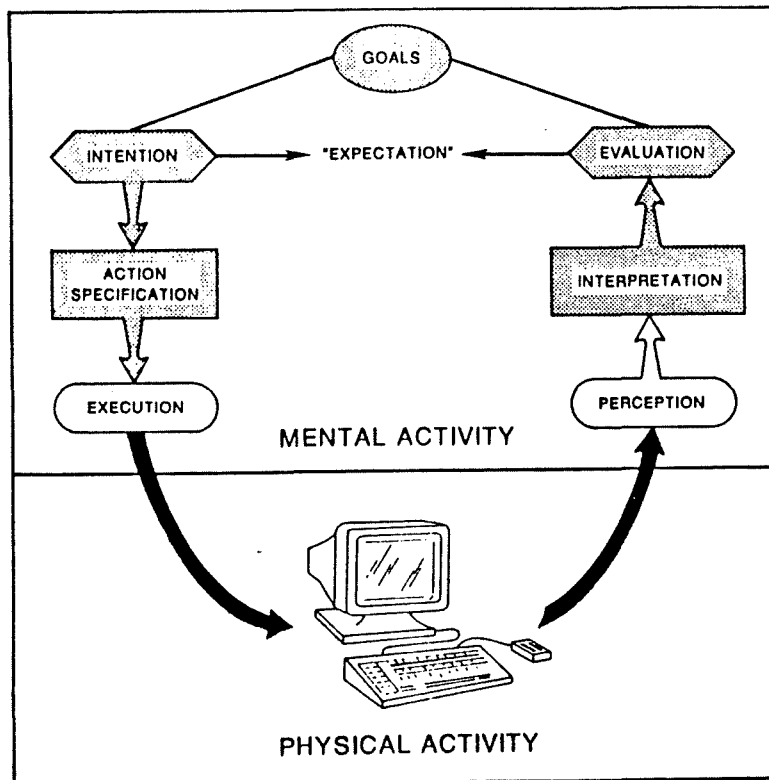 GOALS
INTENTION
"EXPECTATION"
EVALUATION
ACTION
SPECIFICATION
INTERPRETATION
EXECUTION
PERCEPTION
MENTAL ACTIVITY
PHYSICAL ACTIVITY